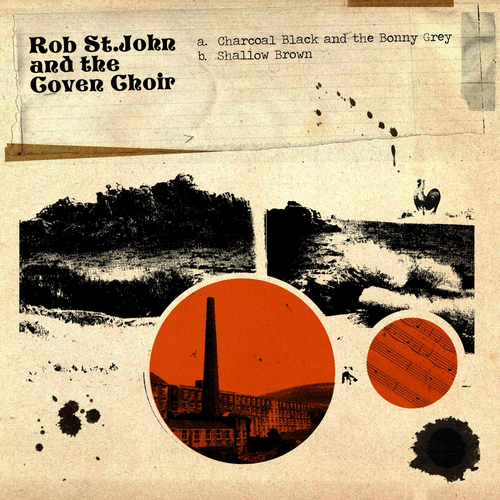 Rob St.John
and the
Coven Choir
a. Charcoal Black and the Bonny Grey
b. Shallow Brown